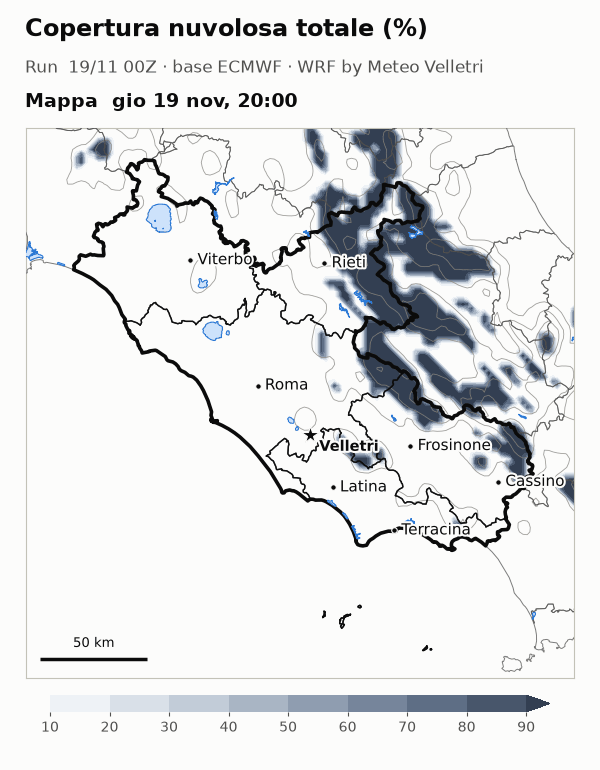 Copertura nuvolosa totale (%)
Run  19/11 00Z · base ECMWF · WRF by Meteo Velletri
Mappa  gio 19 nov, 20:00
Viterbo
Rieti
Roma
Velletri
Frosinone
Latina
Cassino
Terracina
50 km
10 20 30 40 50 60 70 80 90